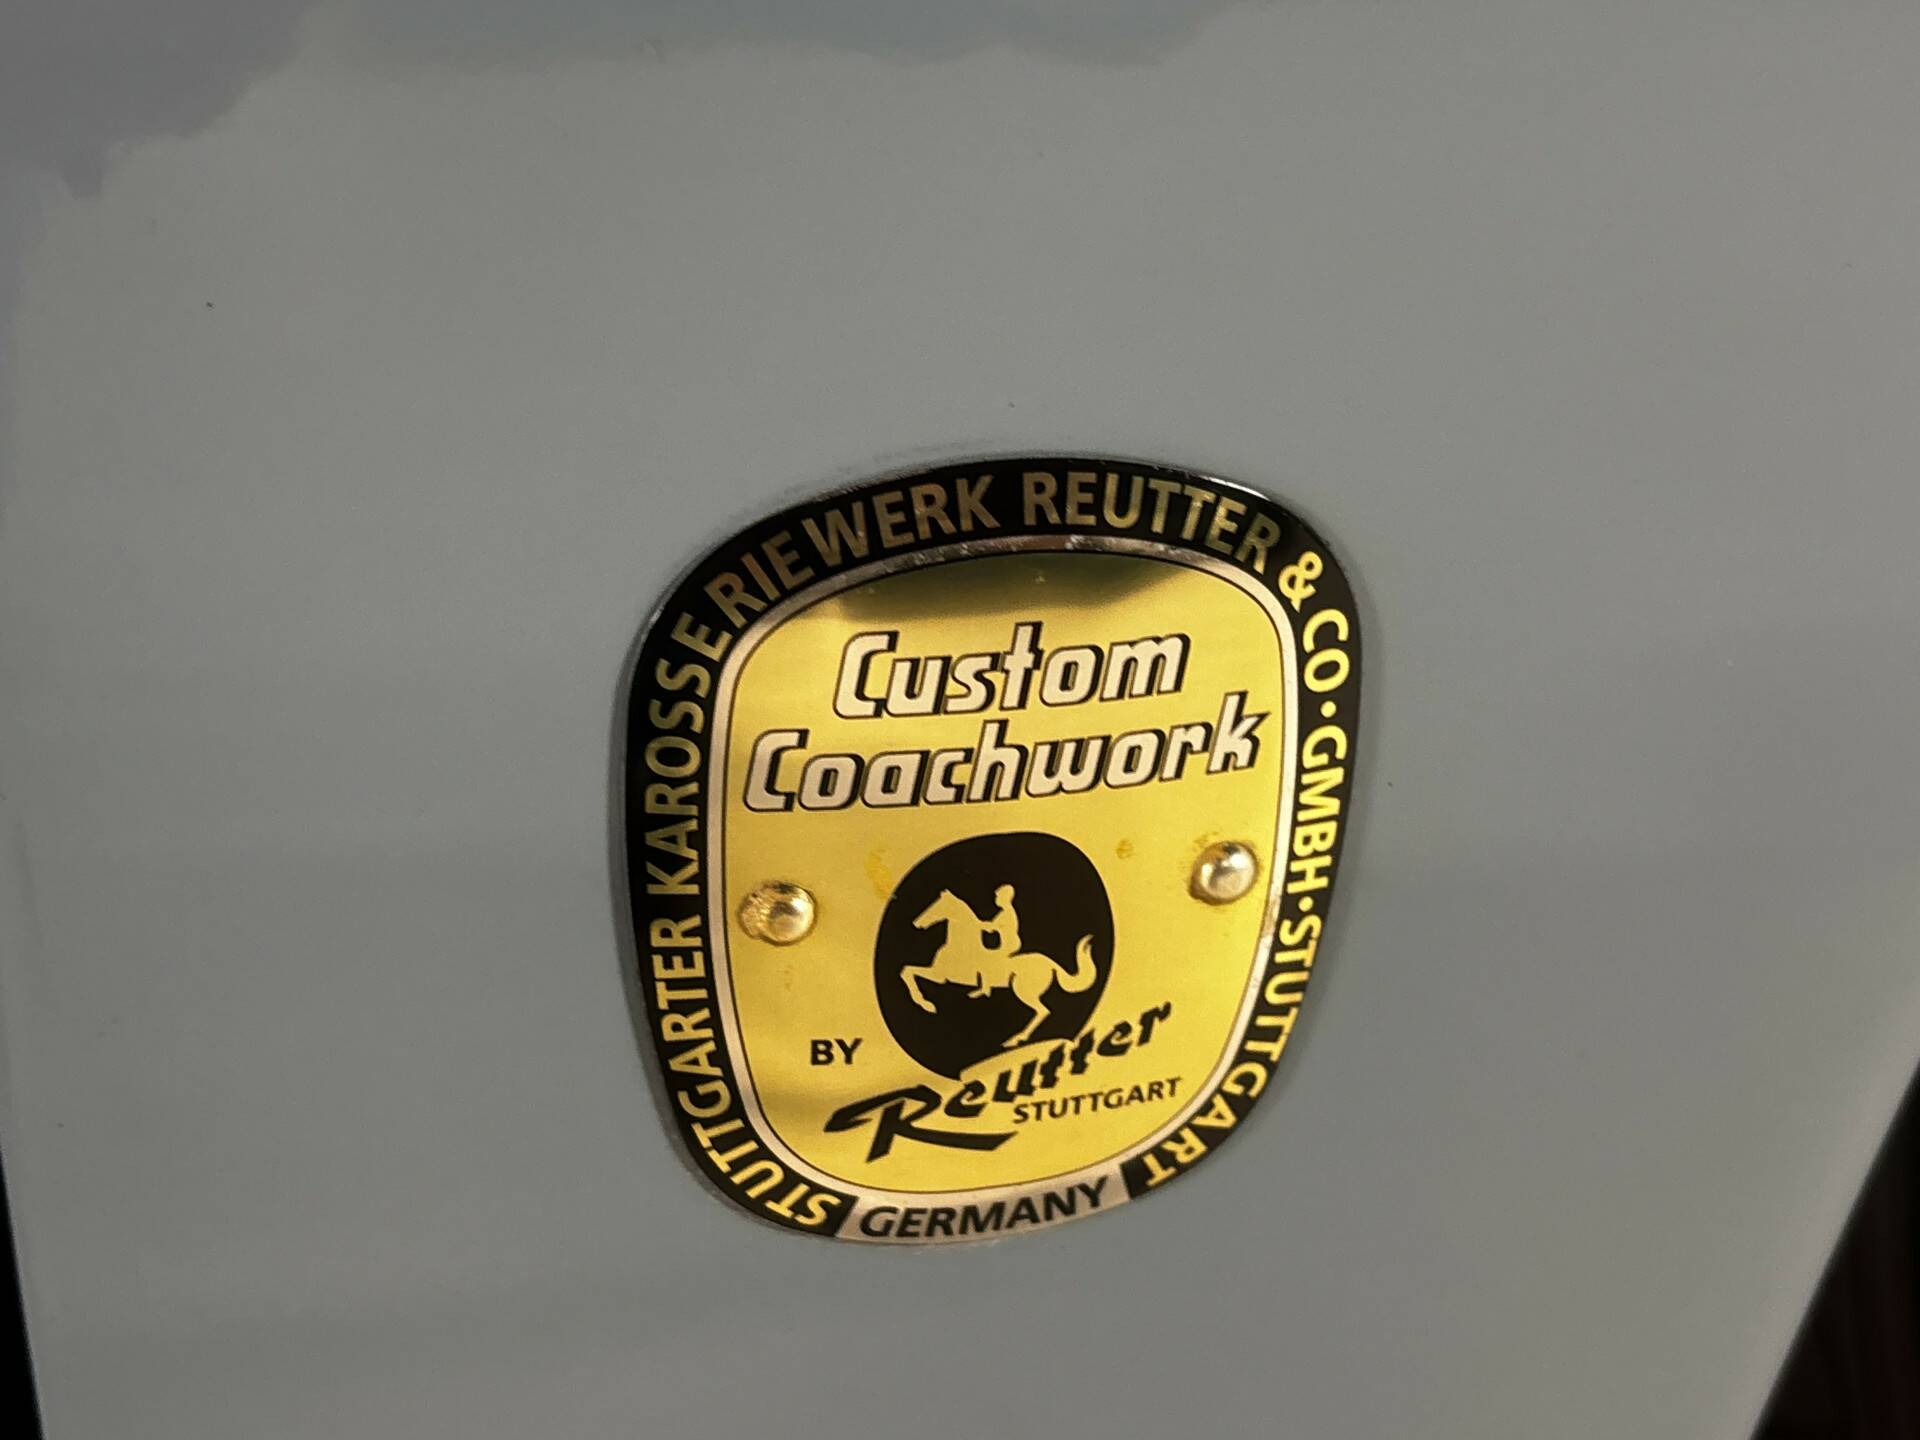 STUTTGARTER KAROSSERIEWERK REUTTER & CO·GMBH·STUTTGART
Custom
Coachwork
BY
Reutter
STUTTGART
GERMANY